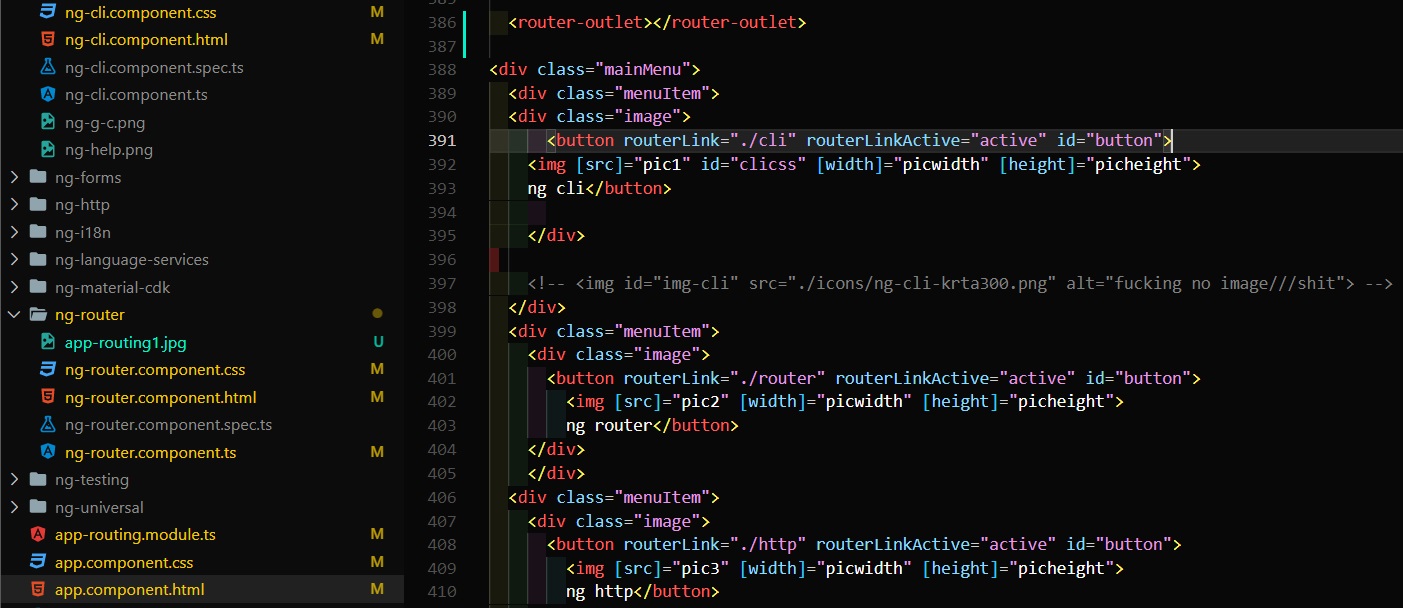 ng-cli.component.css M
ng-cli.component.html M
ng-cli.component.spec.ts
ng-cli.component.ts
ng-g-c.png
ng-help.png
ng-forms
ng-http
ng-i18n
ng-language-services
ng-material-cdk
ng-router
app-routing1.jpg U
ng-router.component.css M
ng-router.component.html M
ng-router.component.spec.ts
ng-router.component.ts M
ng-testing
ng-universal
app-routing.module.ts M
app.component.css M
app.component.html M
386 <router-outlet></router-outlet>
387
388 <div class="mainMenu">
389 <div class="menuItem">
390 <div class="image">
391 <button routerLink="./cli" routerLinkActive="active" id="button">
392 <img [src]="pic1" id="clicss" [width]="picwidth" [height]="picheight">
393 ng cli</button>
394
395 </div>
396
397 <!-- <img id="img-cli" src="./icons/ng-cli-krta300.png" alt="fucking no image///shit"> -->
398 </div>
399 <div class="menuItem">
400 <div class="image">
401 <button routerLink="./router" routerLinkActive="active" id="button">
402 <img [src]="pic2" [width]="picwidth" [height]="picheight">
403 ng router</button>
404 </div>
405 </div>
406 <div class="menuItem">
407 <div class="image">
408 <button routerLink="./http" routerLinkActive="active" id="button">
409 <img [src]="pic3" [width]="picwidth" [height]="picheight">
410 ng http</button>